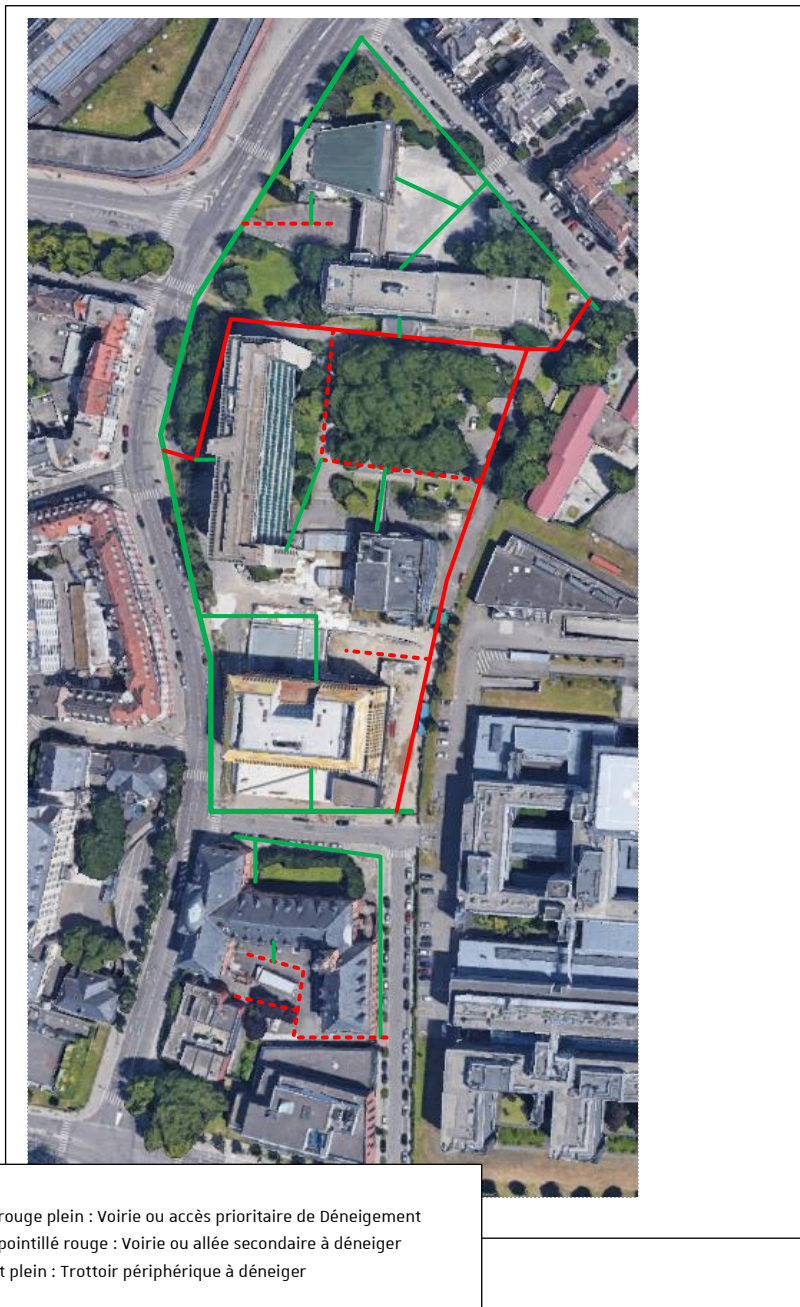 rouge plein : Voirie ou accès prioritaire de Déneigement
pointillé rouge : Voirie ou allée secondaire à déneiger
plein : Trottoir périphérique à déneiger